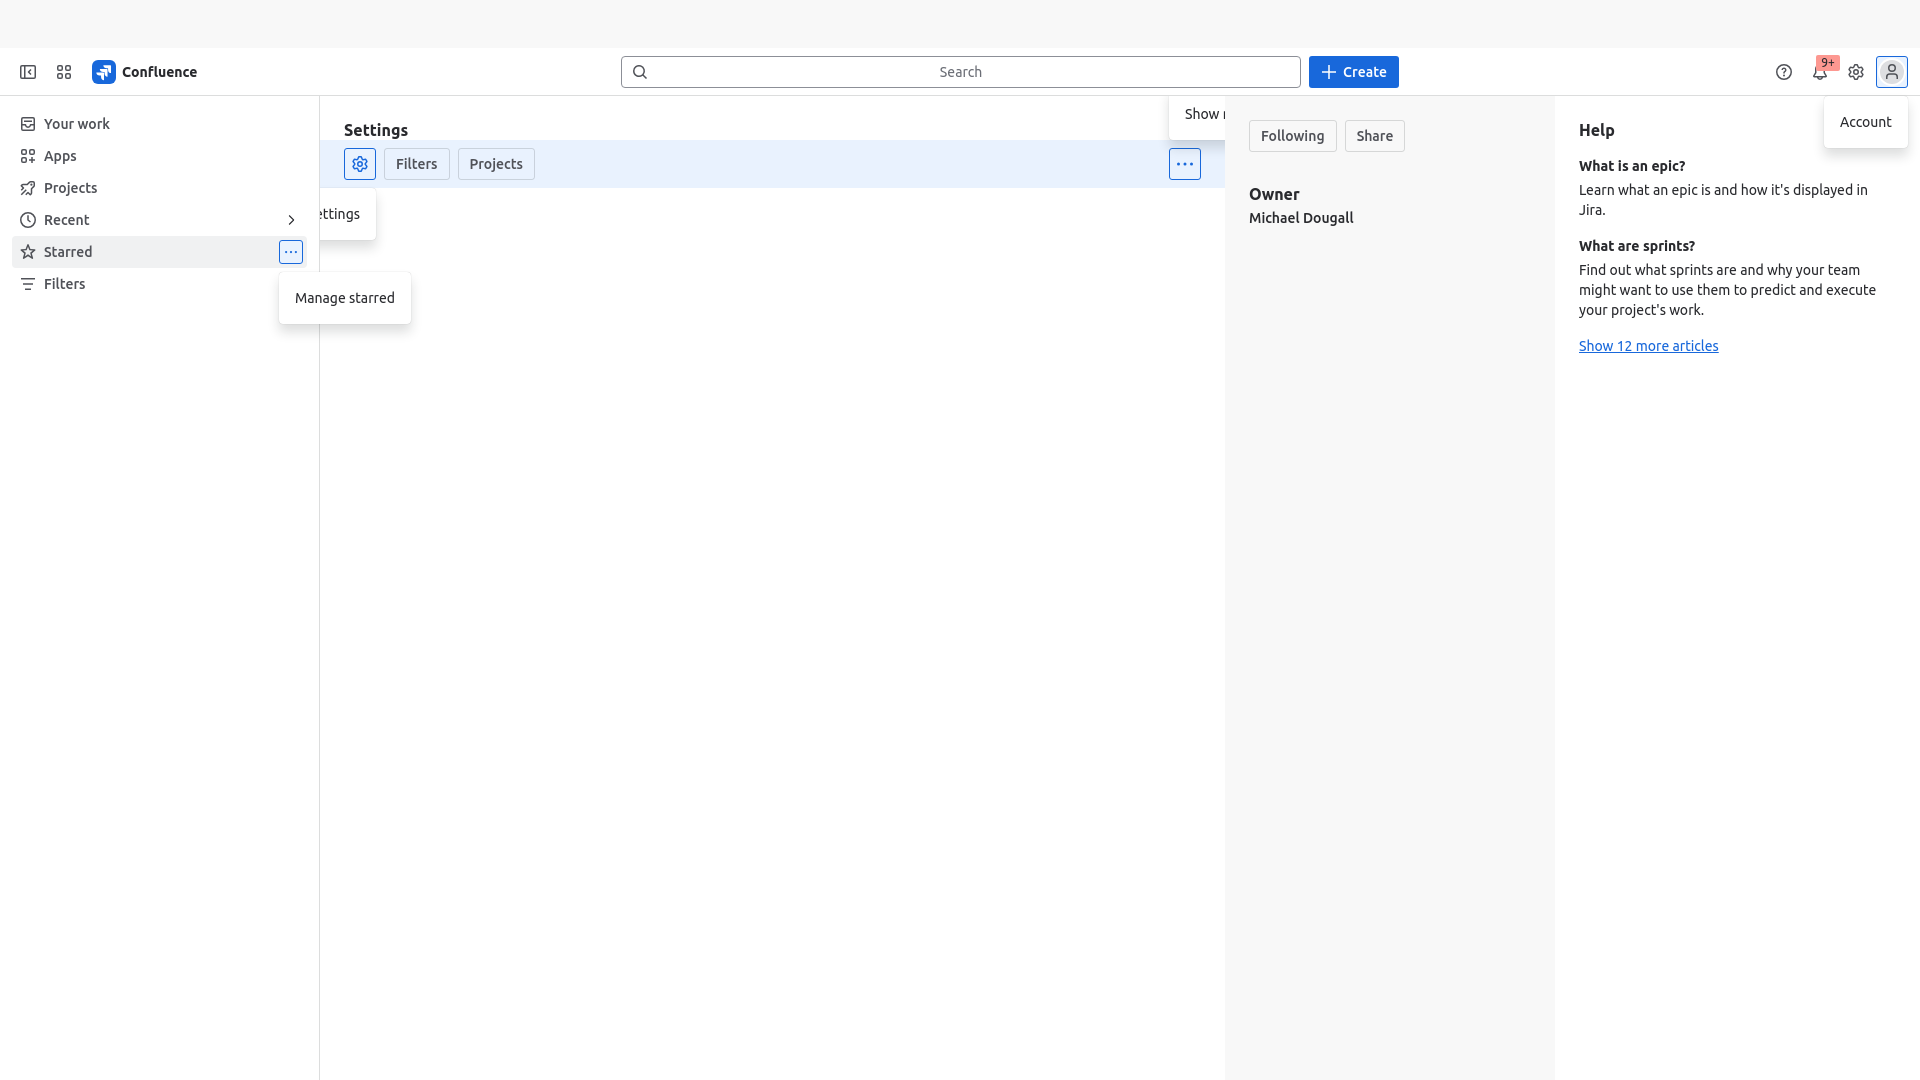 Confluence
Search
Create
9+
Your work
Apps
Projects
Recent
Starred
Filters
Manage starred
Settings
Filters
Projects
ettings
Show
Following
Share
Owner
Michael Dougall
Help
What is an epic?
Learn what an epic is and how it's displayed in
Jira.
What are sprints?
Find out what sprints are and why your team
might want to use them to predict and execute
your project's work.
Show 12 more articles
Account